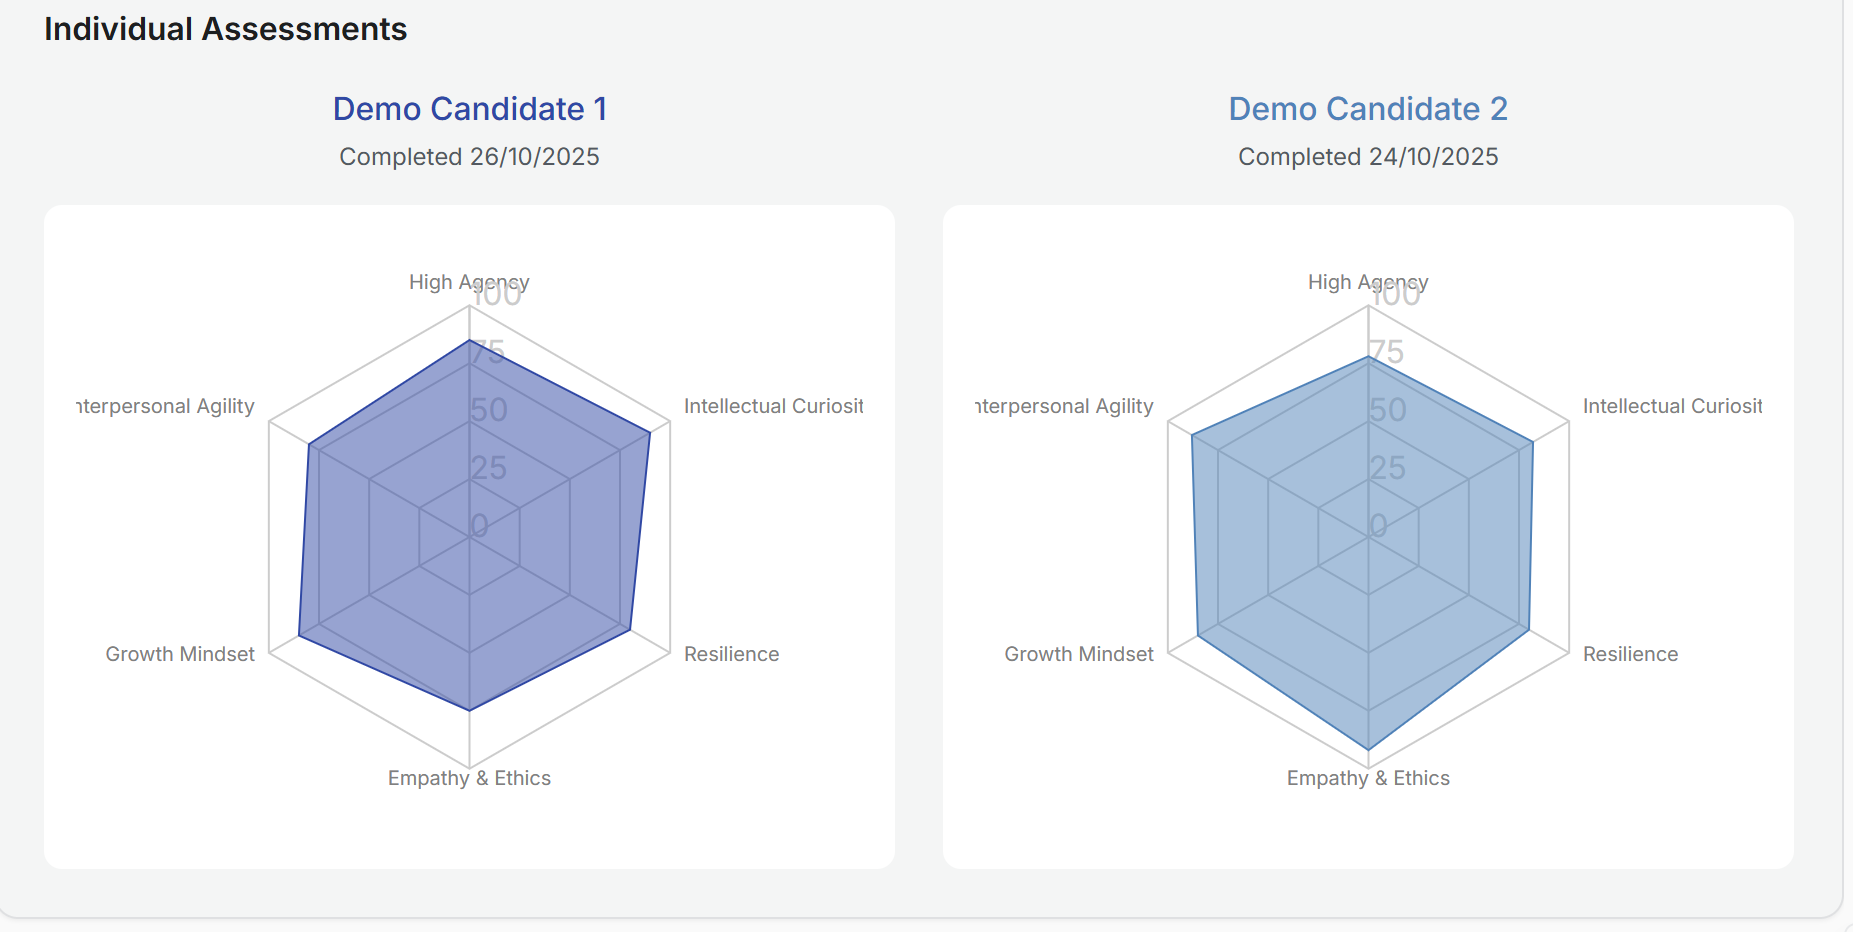 Individual Assessments
Demo Candidate 1
Completed 26/10/2025
High Agency
100
75
50
25
0
nterpersonal Agility
Intellectual Curiosit
Growth Mindset
Resilience
Empathy & Ethics
Demo Candidate 2
Completed 24/10/2025
High Agency
100
75
50
25
0
nterpersonal Agility
Intellectual Curiosit
Growth Mindset
Resilience
Empathy & Ethics